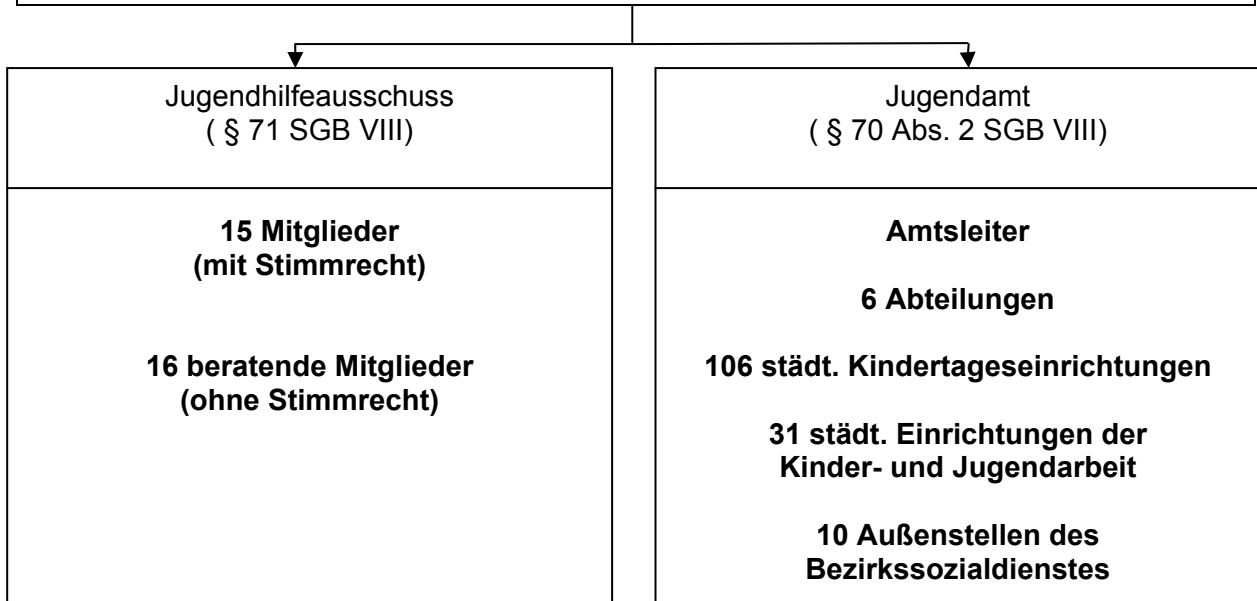 Jugendhilfeausschuss
( § 71 SGB VIII)
15 Mitglieder
(mit Stimmrecht)
16 beratende Mitglieder
(ohne Stimmrecht)
Jugendamt
( § 70 Abs. 2 SGB VIII)
Amtsleiter
6 Abteilungen
106 städt. Kindertageseinrichtungen
31 städt. Einrichtungen der
Kinder- und Jugendarbeit
10 Außenstellen des
Bezirkssozialdienstes